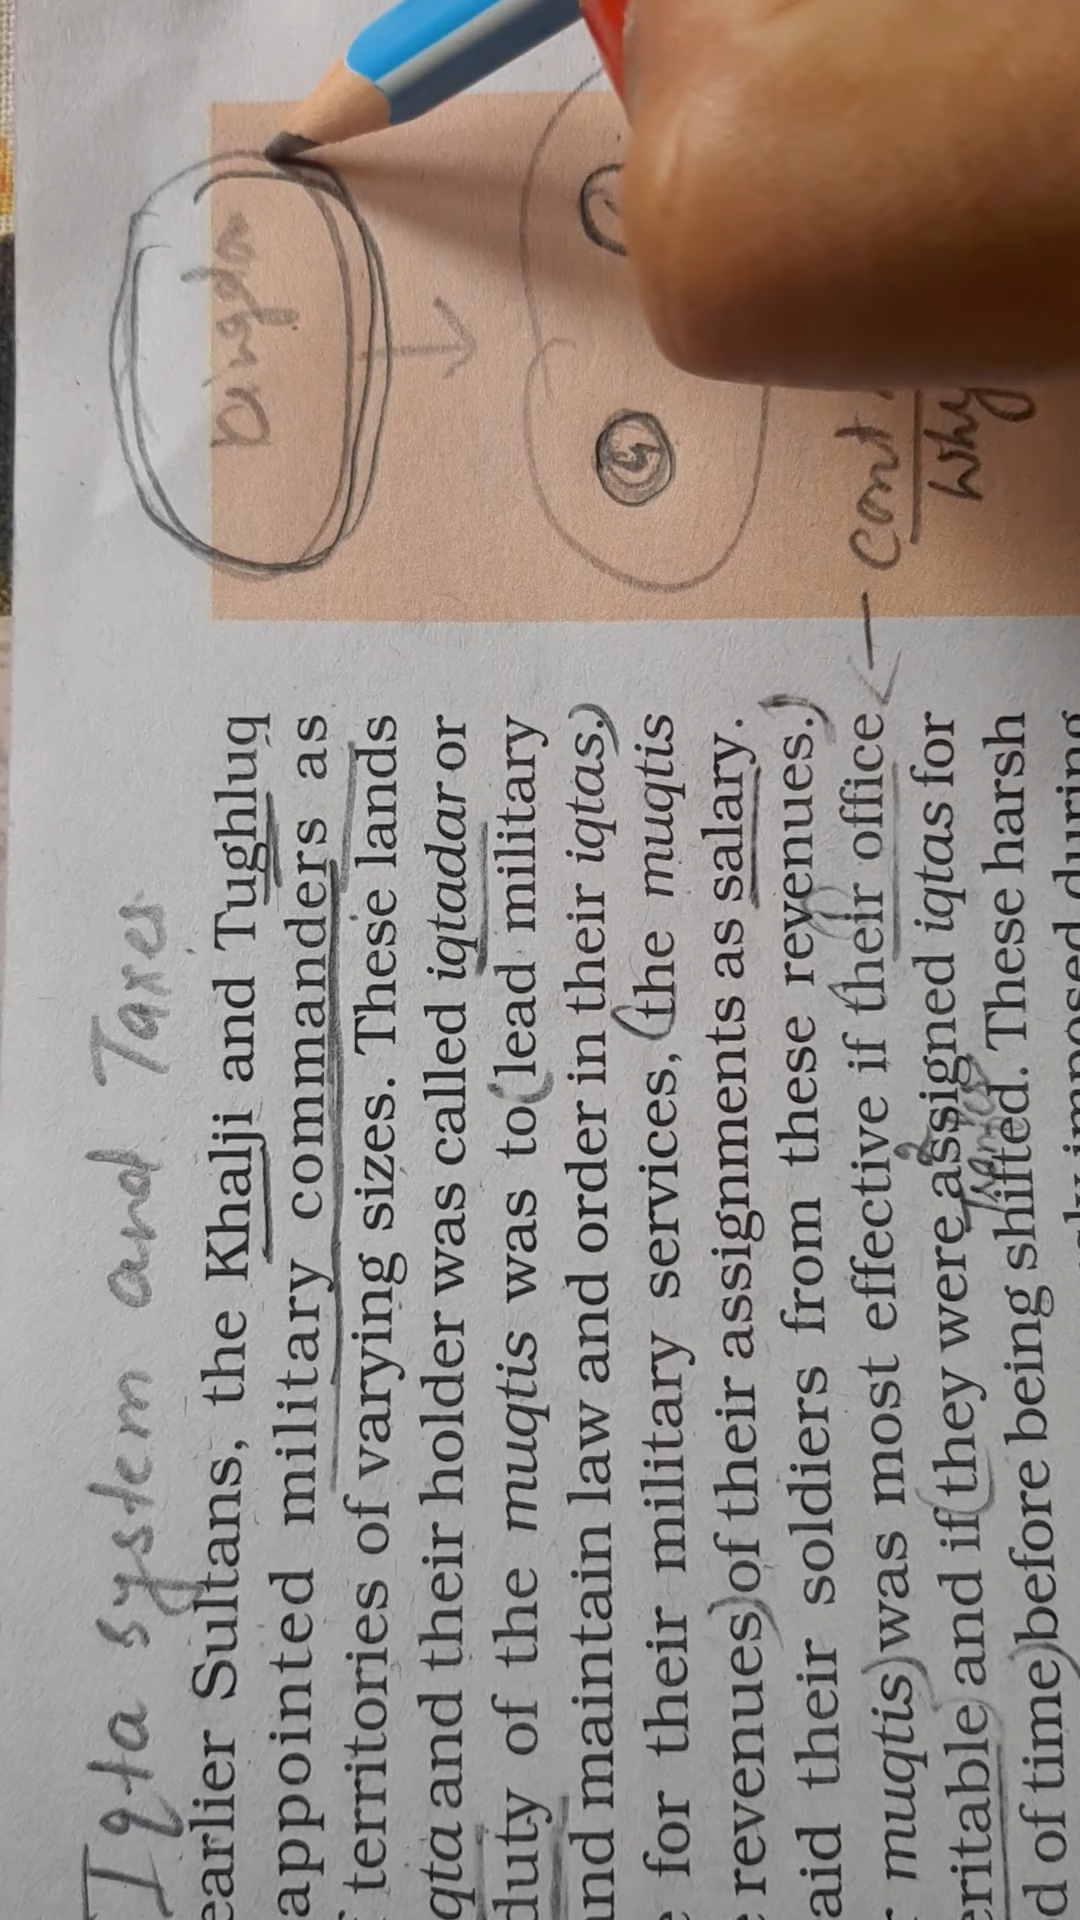 Iqta system and Taxes
earlier Sultans, the Khalji and Tughluq
appointed military commanders as
territories of varying sizes. These lands
qta and their holder was called iqtadar or
duty of the muqtis was to (lead military
and maintain law and order in their iqtas.)
for their military services, (the muqtis
revenues) of their assignments as salary.
aid their soldiers from these revenues.)
muqtis) was most effective if their office
eritable and if (they were assigned iqtas for
d of time) before being shifted. These harsh
imposed during
cont
why